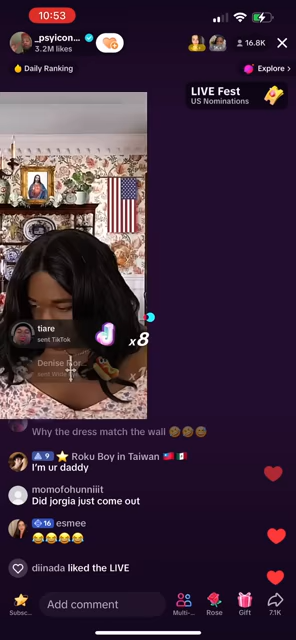 10:53
_psyicon...
3.2M likes
16.8K
Daily Ranking
Explore >
LIVE Fest
US Nominations
tiare
sent TikTok
x8
Why the dress match the wall 🤣🤣🤣
9 ⭐ Roku Boy in Taiwan 🇹🇼 🇲🇽
I'm ur daddy
momofohunniiit
Did jorgia just come out
16 esmee
😂😂😂😂
diinada liked the LIVE
Add comment
Subsc... Multi-... Rose Gift 7.1K